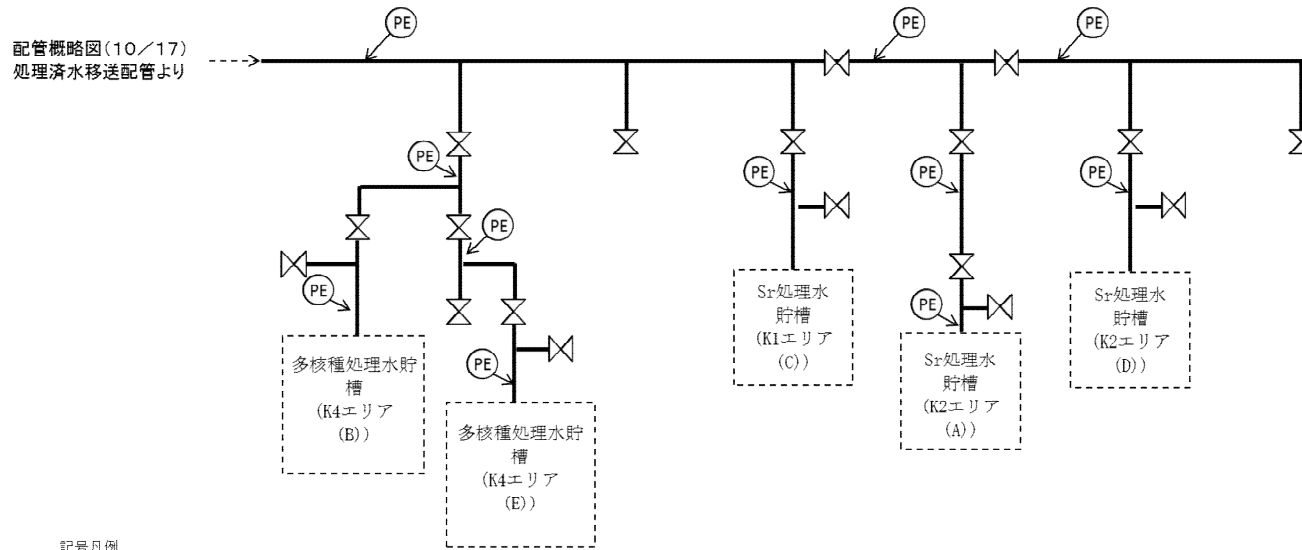 PE
PE
PE
配管概略図(10/17)
処理済水移送配管より
PE
PE
PE
PE
PE
PE
PE
Sr処理水
貯槽
(K1エリア
(C))
Sr処理水
貯槽
(K2エリア
(D))
PE
Sr処理水
貯槽
(K2エリア
(A))
多核種処理水貯
槽
(K4エリア
(B))
PE
多核種処理水貯
槽
(K4エリア
(E))
記号凡例